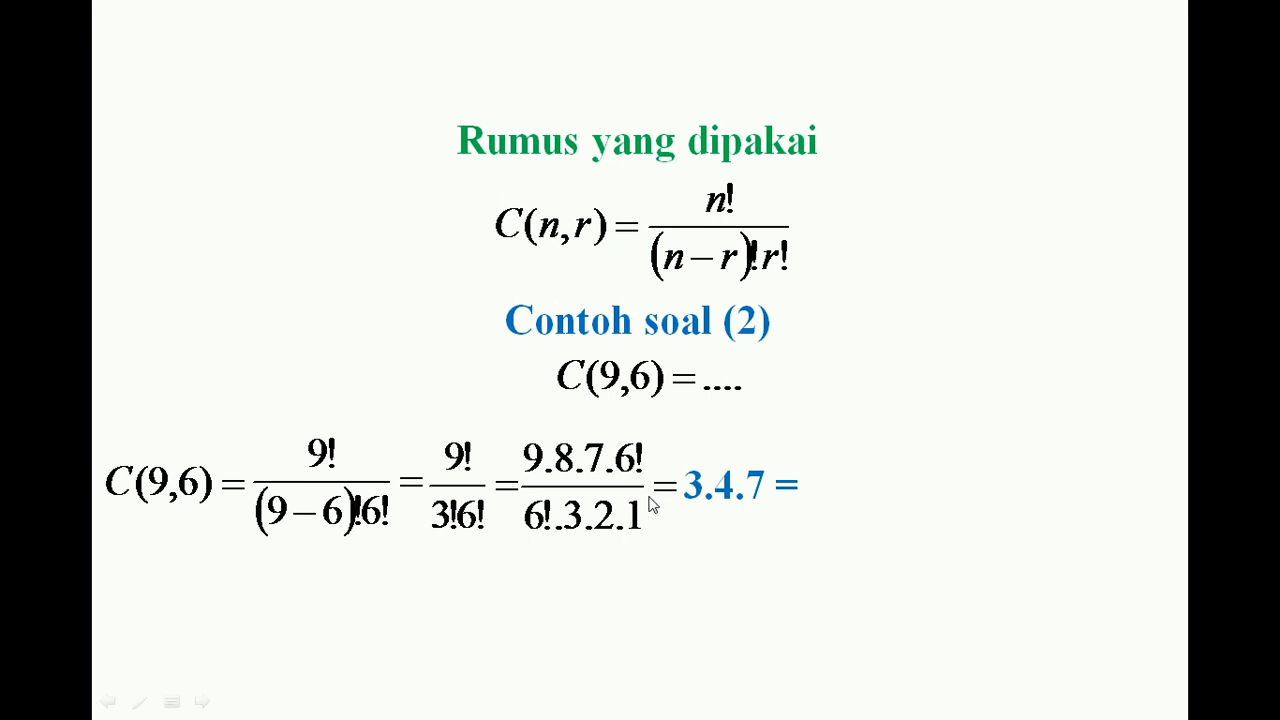 Rumus yang dipakai
C(n,r) = n! / (n − r)!r!
Contoh soal (2)
C(9,6) = ....
C(9,6) = 9! / (9 − 6)!6! = 9! / 3!6! = 9.8.7.6! / 6!.3.2.1 = 3.4.7 =